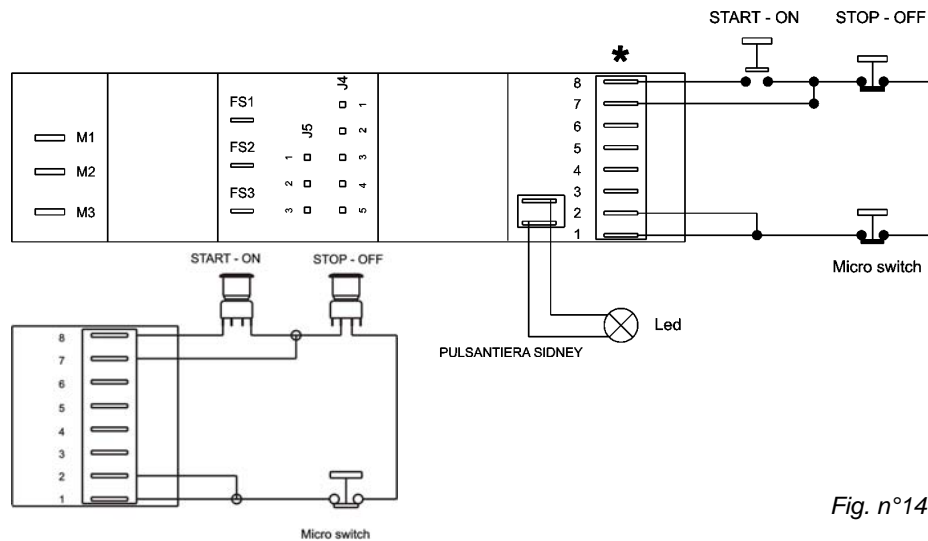 START - ON STOP - OFF
*
M1
M2
M3
FS1
FS2
FS3
J5
1
2
3
J4
1
2
3
4
5
8
7
6
5
4
3
2
1
Micro switch
Led
PULSANTIERA SIDNEY
START - ON STOP - OFF
8
7
6
5
4
3
2
1
Micro switch
Fig. n°14